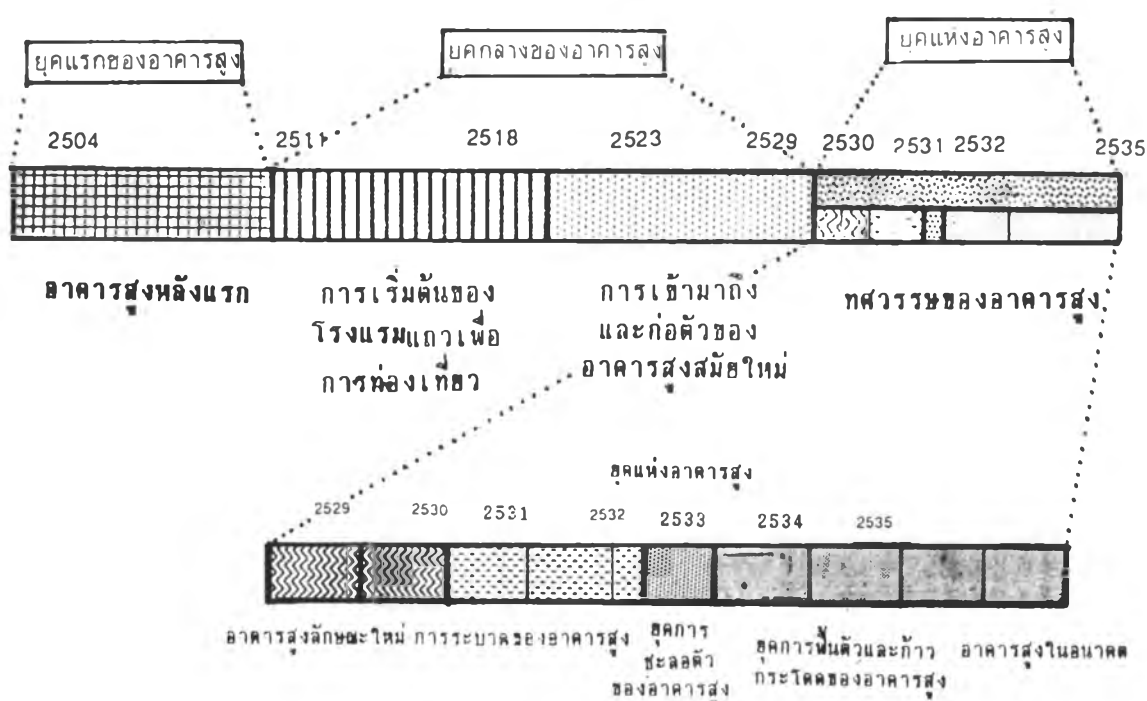 ยุคแรกของอาคารสูง
ยุคกลางของอาคารสูง
ยุคแห่งอาคารสูง
2504 2511 2518 2523 2529 2530 2531 2532 2535
อาคารสูงหลังแรก
การเริ่มต้นของ
โรงแรมแถวเพื่อ
การท่องเที่ยว
การเข้ามาถึง
และก่อตัวของ
อาคารสูงสมัยใหม่
ทศวรรษของอาคารสูง
ยุคแห่งอาคารสูง
2529 2530 2531 2532 2533 2534 2535
อาคารสูงลักษณะใหม่
การระบาดของอาคารสูง
ยุคการ
ชะลอตัว
ของอาคารสูง
ยุคการฟื้นตัวและก้าว
กระโดดของอาคารสูง
อาคารสูงในอนาคต